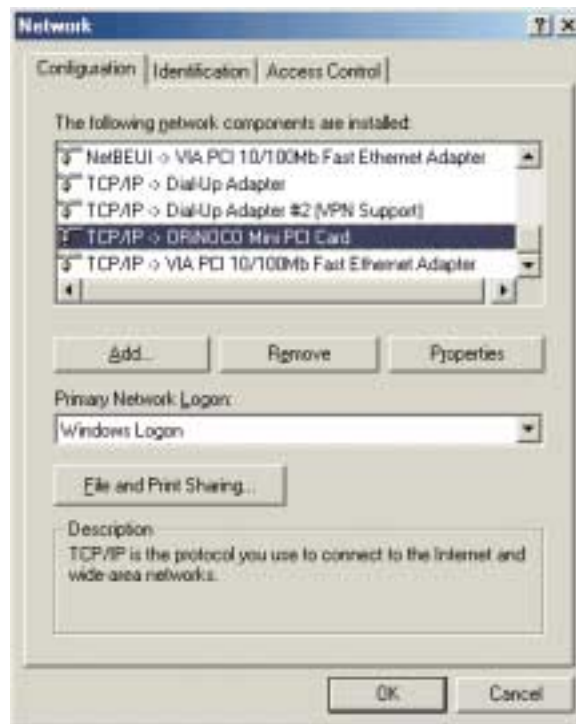 Network
Configuration Identification Access Control
The following network components are installed:
NetBEUI -> VIA PCI 10/100Mb Fast Ethernet Adapter
TCP/IP -> Dial-Up Adapter
TCP/IP -> Dial-Up Adapter #2 (VPN Support)
TCP/IP -> ORiNOCO Mini PCI Card
TCP/IP -> VIA PCI 10/100Mb Fast Ethernet Adapter
Add...
Remove
Properties
Primary Network Logon:
Windows Logon
File and Print Sharing...
Description
TCP/IP is the protocol you use to connect to the Internet and
wide-area networks.
OK
Cancel